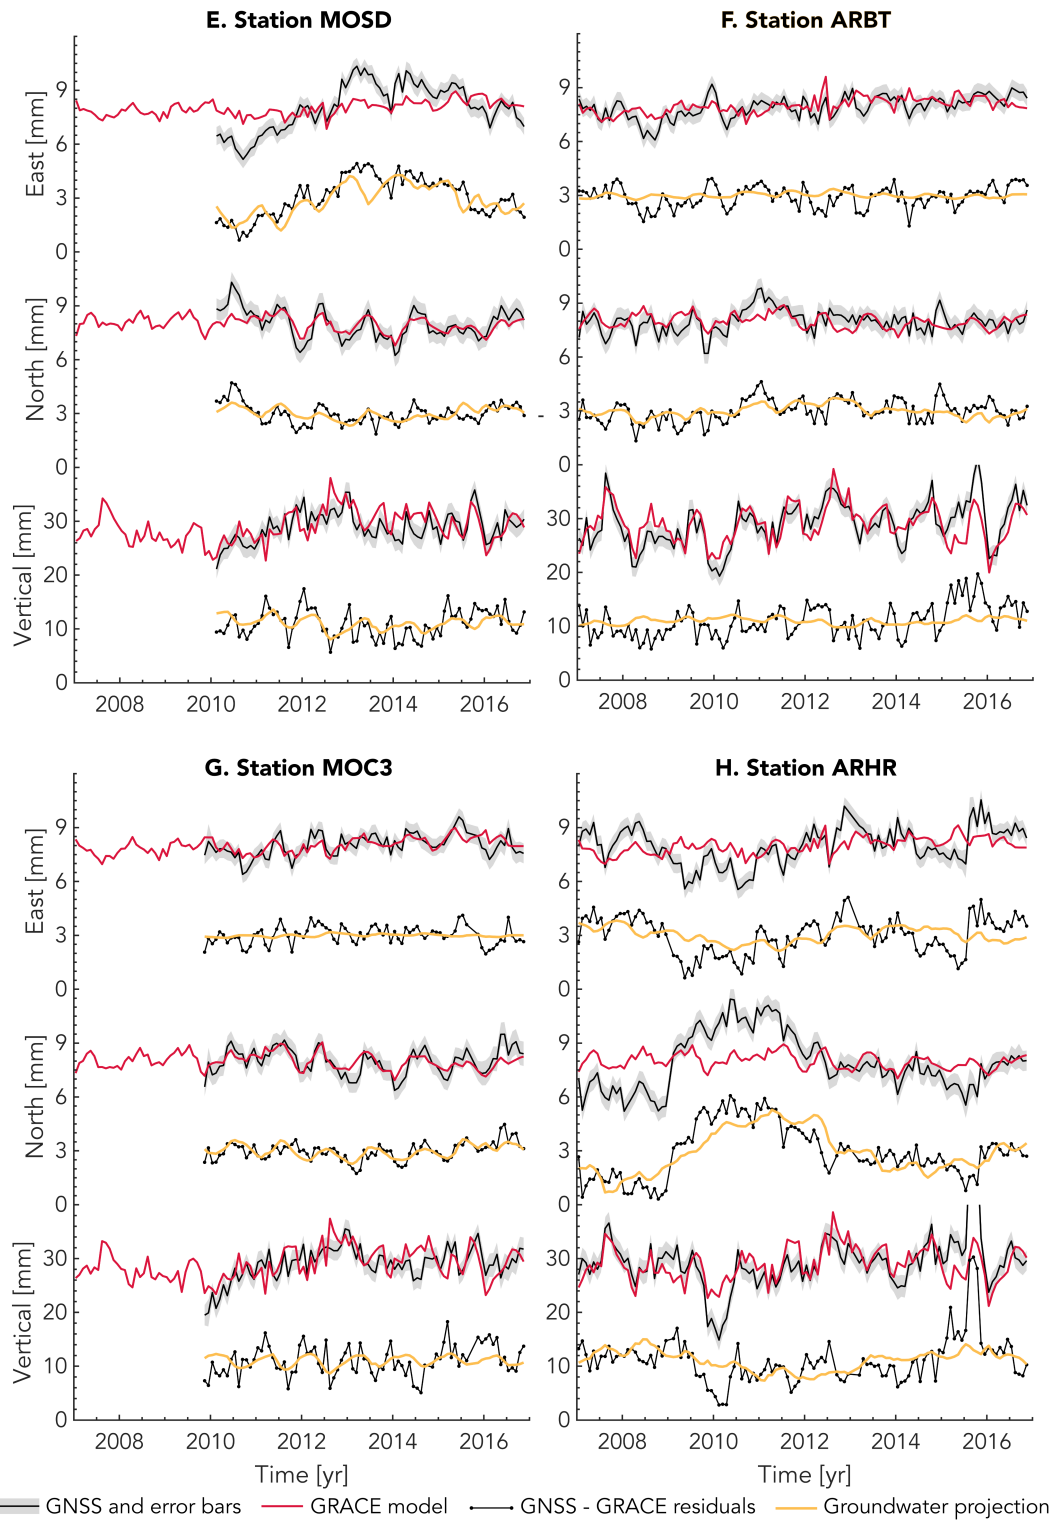 E. Station MOSD
F. Station ARBT
East [mm]
9
6
3
0
9
6
3
0
North [mm]
9
6
3
0
9
6
3
0
Vertical [mm]
30
20
10
0
30
20
10
0
2008 2010 2012 2014 2016
2008 2010 2012 2014 2016
G. Station MOC3
H. Station ARHR
East [mm]
9
6
3
0
9
6
3
0
North [mm]
9
6
3
0
9
6
3
0
Vertical [mm]
30
20
10
0
30
20
10
0
2008 2010 2012 2014 2016
2008 2010 2012 2014 2016
Time [yr]
Time [yr]
GNSS and error bars GRACE model GNSS - GRACE residuals Groundwater projection